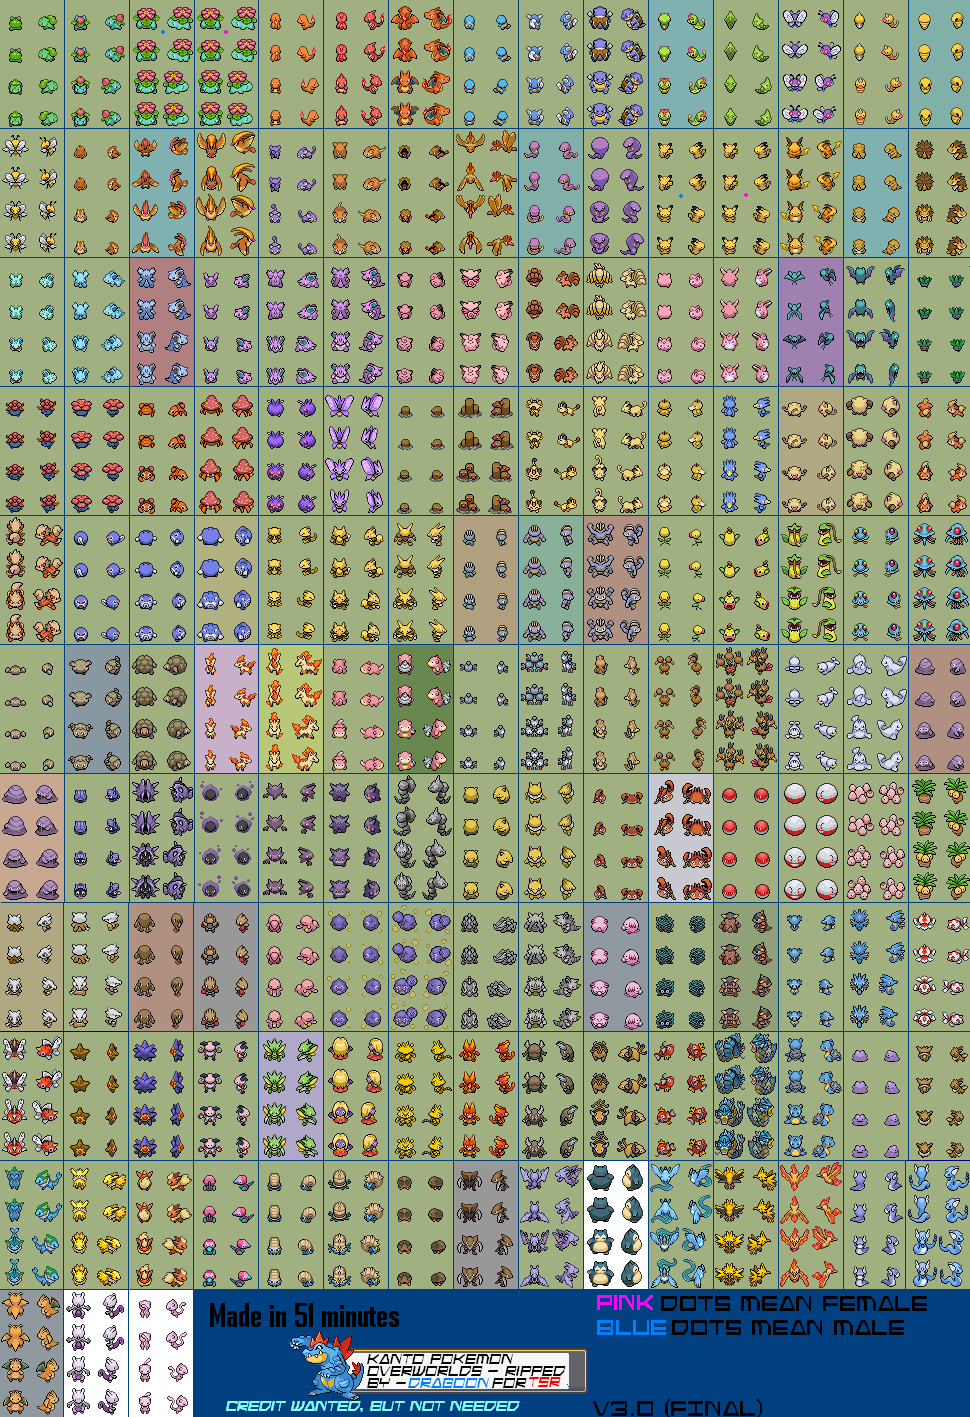 Made in 51 minutes
PINK DOTS MEAN FEMALE
BLUE DOTS MEAN MALE
KANTO POKEMON
OVERWORLDS - RIPPED
BY - DRAGOON FOR TSR
CREDIT WANTED, BUT NOT NEEDED
V3.0 (FINAL)